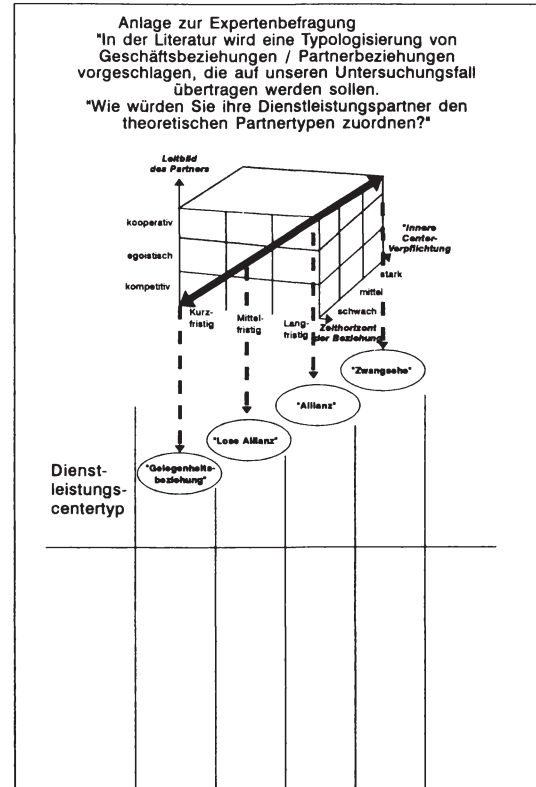 Anlage zur Expertenbefragung
"In der Literatur wird eine Typologisierung von
Geschäftsbeziehungen / Partnerbeziehungen
vorgeschlagen, die auf unseren Untersuchungsfall
übertragen werden sollen.
"Wie würden Sie ihre Dienstleistungspartner den
theoretischen Partnertypen zuordnen?"
Leitbild
des Partners
kooperativ
egoistisch
kompetitiv
"Innere
Center-
Verpflichtung
stark
mittel
schwach
Kurz-
fristig
Mittel-
fristig
Lang-
fristig
Zeithorizomt
der Beziehung
"Zwangsehe"
"Allianz"
"Lose Allianz"
"Gelegenheits-
beziehung"
Dienst-
leistungs-
centertyp